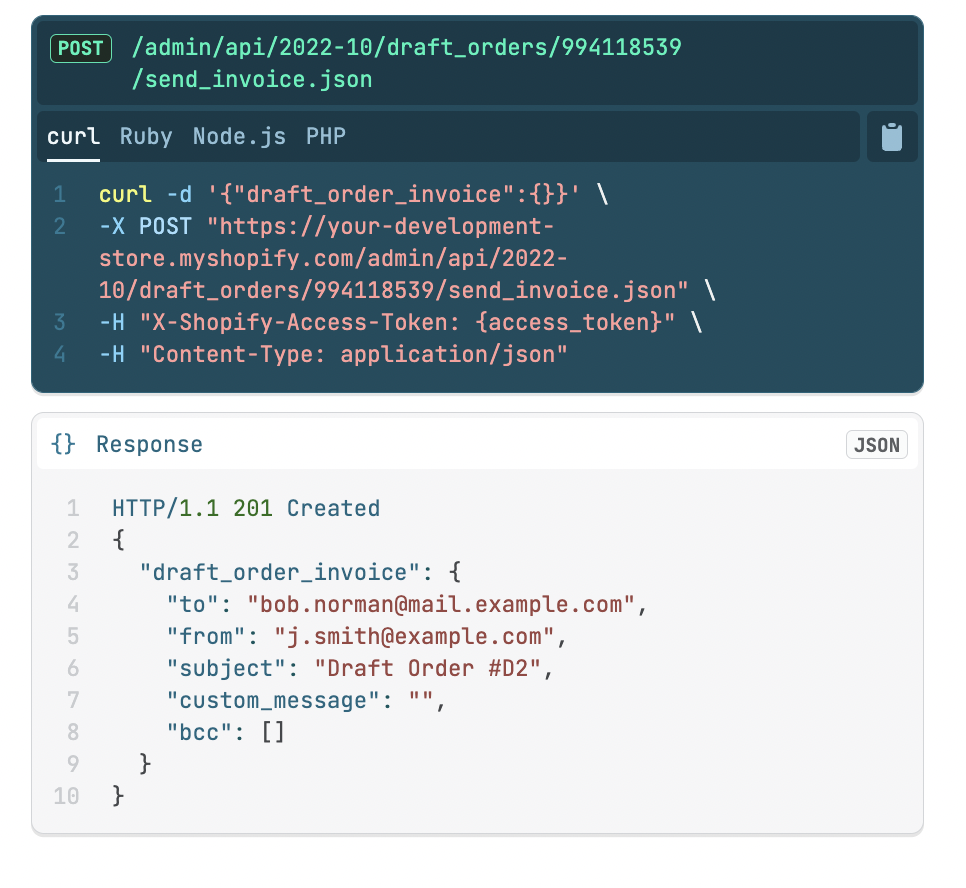 POST /admin/api/2022-10/draft_orders/994118539
/send_invoice.json
curl Ruby Node.js PHP
1 curl -d '{"draft_order_invoice":{}}' \
2 -X POST "https://your-development-
store.myshopify.com/admin/api/2022-
10/draft_orders/994118539/send_invoice.json" \
3 -H "X-Shopify-Access-Token: {access_token}" \
4 -H "Content-Type: application/json"
{} Response JSON
1 HTTP/1.1 201 Created
2 {
3   "draft_order_invoice": {
4     "to": "bob.norman@mail.example.com",
5     "from": "j.smith@example.com",
6     "subject": "Draft Order #D2",
7     "custom_message": "",
8     "bcc": []
9   }
10 }